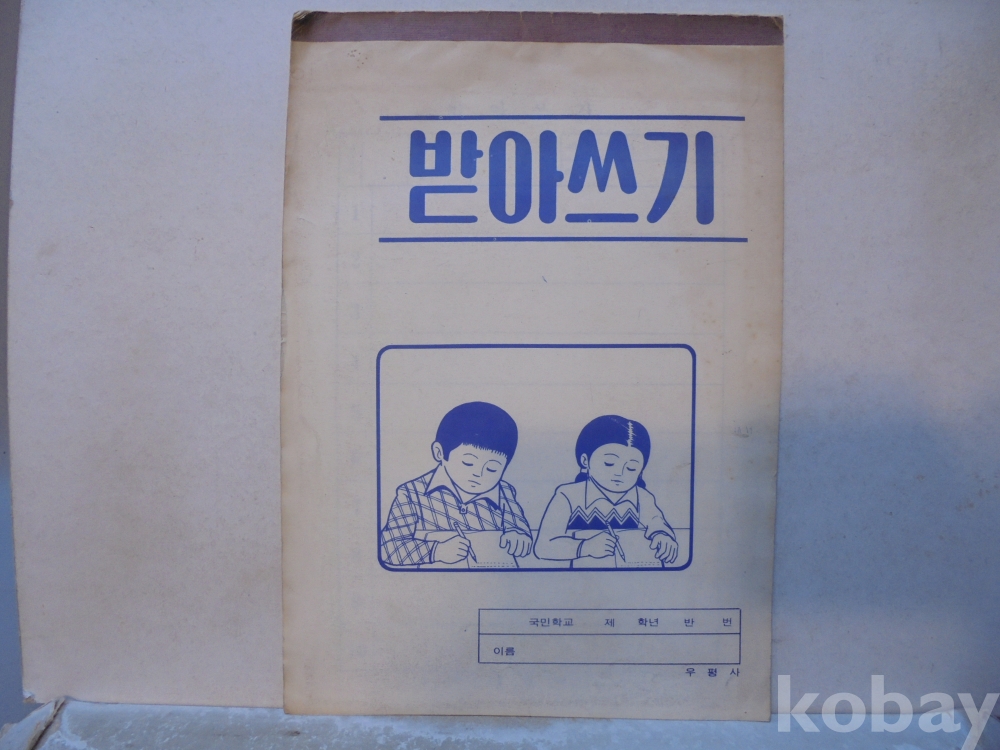 받아쓰기
국민학교 제 학년 반 번
이름
우평사
kobay